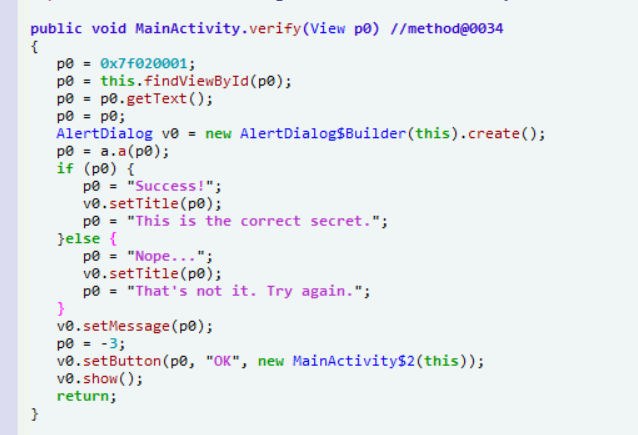 public void MainActivity.verify(View p0) //method@0034
{
p0 = 0x7f020001;
p0 = this.findViewById(p0);
p0 = p0.getText();
p0 = p0;
AlertDialog v0 = new AlertDialog$Builder(this).create();
p0 = a.a(p0);
if (p0) {
p0 = "Success!";
v0.setTitle(p0);
p0 = "This is the correct secret.";
}else {
p0 = "Nope...";
v0.setTitle(p0);
p0 = "That's not it. Try again.";
}
v0.setMessage(p0);
p0 = -3;
v0.setButton(p0, "OK", new MainActivity$2(this));
v0.show();
return;
}